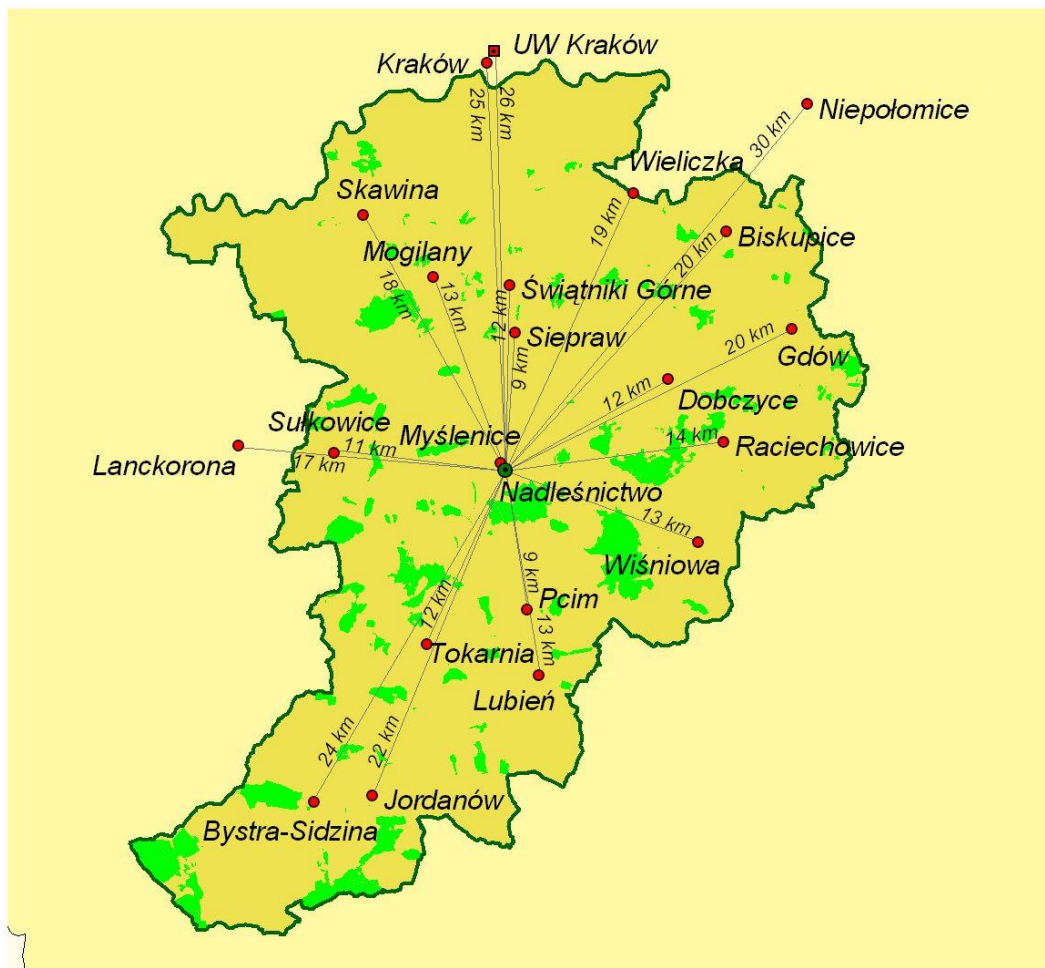 UW Kraków
Kraków
26 km
25 km
Niepołomice
30 km
Wieliczka
Skawina
19 km
Biskupice
20 km
Mogilany
18 km
13 km
Świątniki Górne
12 km
Siepraw
9 km
20 km
Gdów
12 km
Dobczyce
Sułkowice
Myślenice
14 km
Raciechowice
Lanckorona
17 km
11 km
Nadleśnictwo
13 km
Wiśniowa
9 km
Pcim
12 km
13 km
Tokarnia
Lubień
24 km
22 km
Jordanów
Bystra-Sidzina